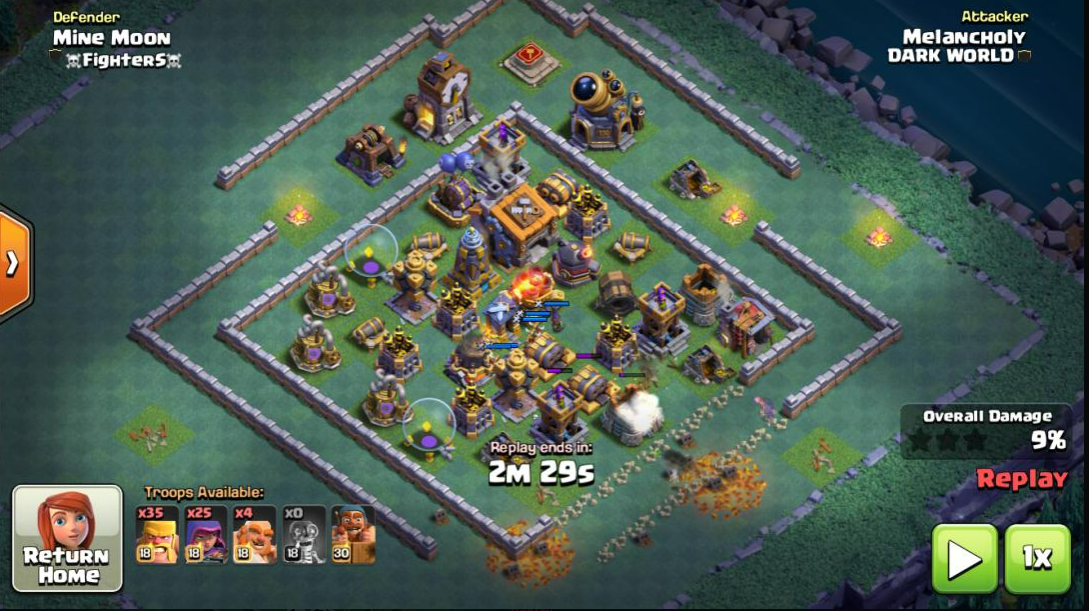 Defender
Mine Moon
☠FighterS☠
Attacker
Melancholy
DARK WORLD
Overall Damage
9%
Replay
Replay ends in:
2M 29s
Troops Available:
x35
x25
x4
x0
18
18
18
18
30
Return
Home
1x